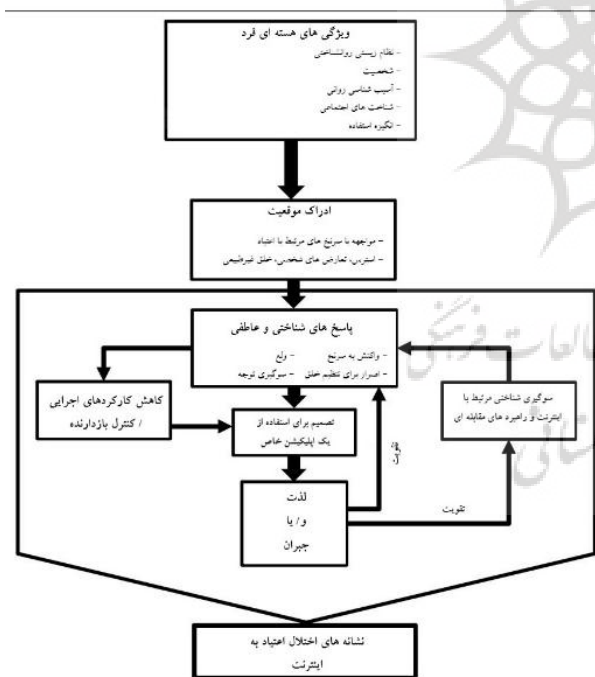 ویژگی های هسته ای فرد
- نظام زیستی روانشناختی
- شخصیت
- آسیب شناسی روانی
- شناخت های اجتماعی
- انگیزه استفاده
ادراک موقعیت
- مواجهه با سرنخ های مرتبط با اعتیاد
- استرس، تعارض های شخصی، خلق غیرطبیعی
پاسخ های شناختی و عاطفی
- واکنش به سرنخ - ولع
- اصرار برای تنظیم خلق - سوگیری توجه
سوگیری شناختی مرتبط با
اینترنت و راهبرد های مقابله ای
کاهش کارکردهای اجرایی
/ کنترل بازدارنده
تصمیم برای استفاده از
یک اپلیکیشن خاص
تقویت
لذت
و / یا
جبران
تقویت
نشانه های اختلال اعتیاد به
اینترنت